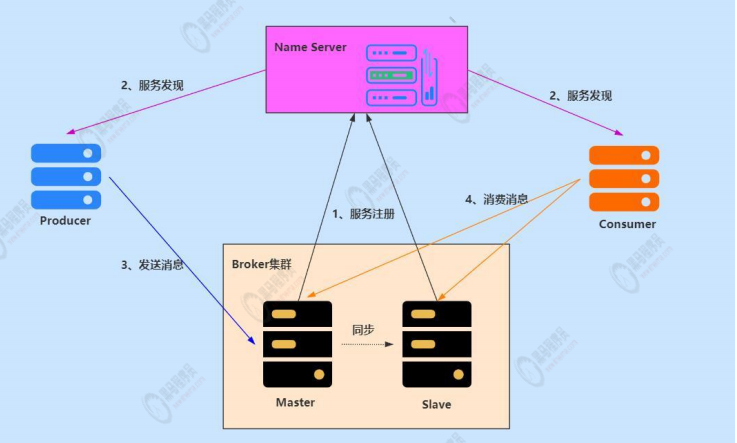 Name Server
2、服务发现
2、服务发现
Producer
Consumer
4、消费消息
1、服务注册
3、发送消息
Broker集群
同步
Master
Slave